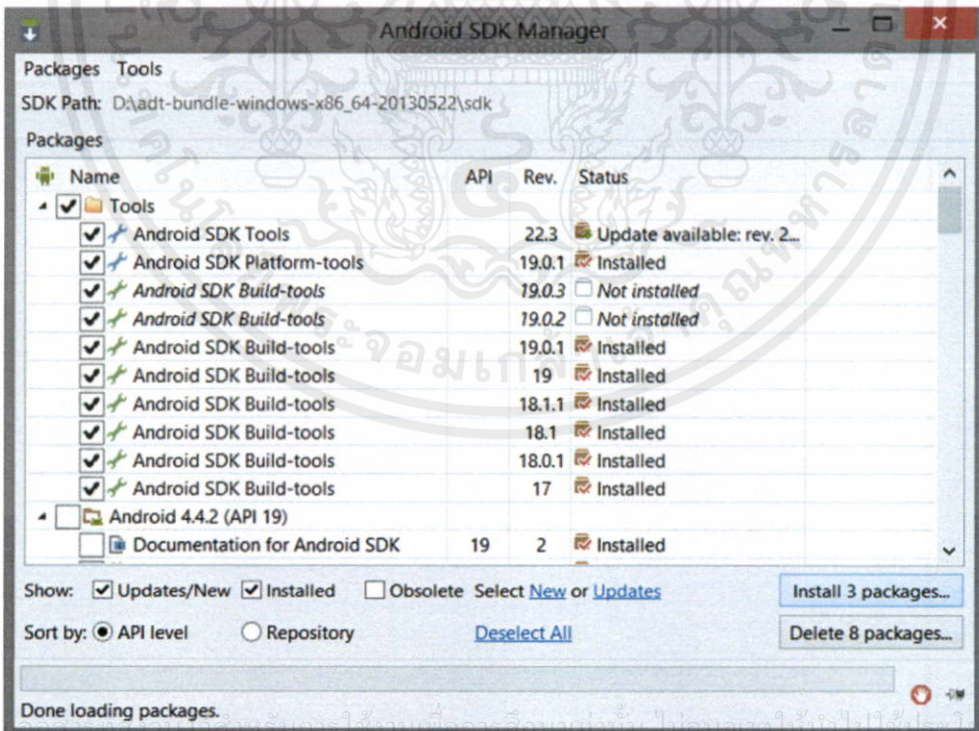 Android SDK Manager
Packages Tools
SDK Path: D:\adt-bundle-windows-x86_64-20130522\sdk
Packages
Name API Rev. Status
Tools
Android SDK Tools 22.3 Update available: rev. 2...
Android SDK Platform-tools 19.0.1 Installed
Android SDK Build-tools 19.0.3 Not installed
Android SDK Build-tools 19.0.2 Not installed
Android SDK Build-tools 19.0.1 Installed
Android SDK Build-tools 19 Installed
Android SDK Build-tools 18.1.1 Installed
Android SDK Build-tools 18.1 Installed
Android SDK Build-tools 18.0.1 Installed
Android SDK Build-tools 17 Installed
Android 4.4.2 (API 19)
Documentation for Android SDK 19 2 Installed
Show: Updates/New Installed Obsolete Select New or Updates Install 3 packages...
Sort by: API level Repository Deselect All Delete 8 packages...
Done loading packages.